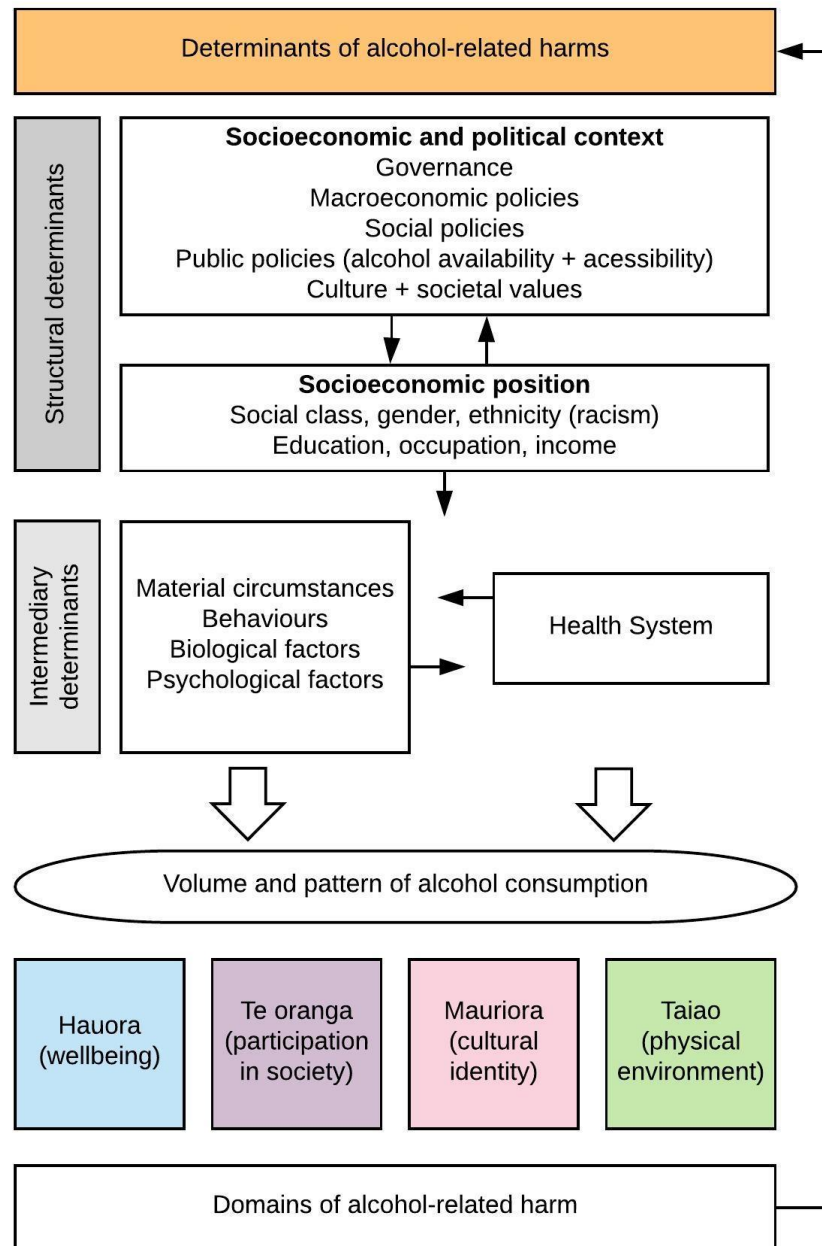 Determinants of alcohol-related harms
Structural determinants
Socioeconomic and political context
Governance
Macroeconomic policies
Social policies
Public policies (alcohol availability + acessibility)
Culture + societal values
Socioeconomic position
Social class, gender, ethnicity (racism)
Education, occupation, income
Intermediary
determinants
Material circumstances
Behaviours
Biological factors
Psychological factors
Health System
Volume and pattern of alcohol consumption
Hauora
(wellbeing)
Te oranga
(participation
in society)
Mauriora
(cultural
identity)
Taiao
(physical
environment)
Domains of alcohol-related harm